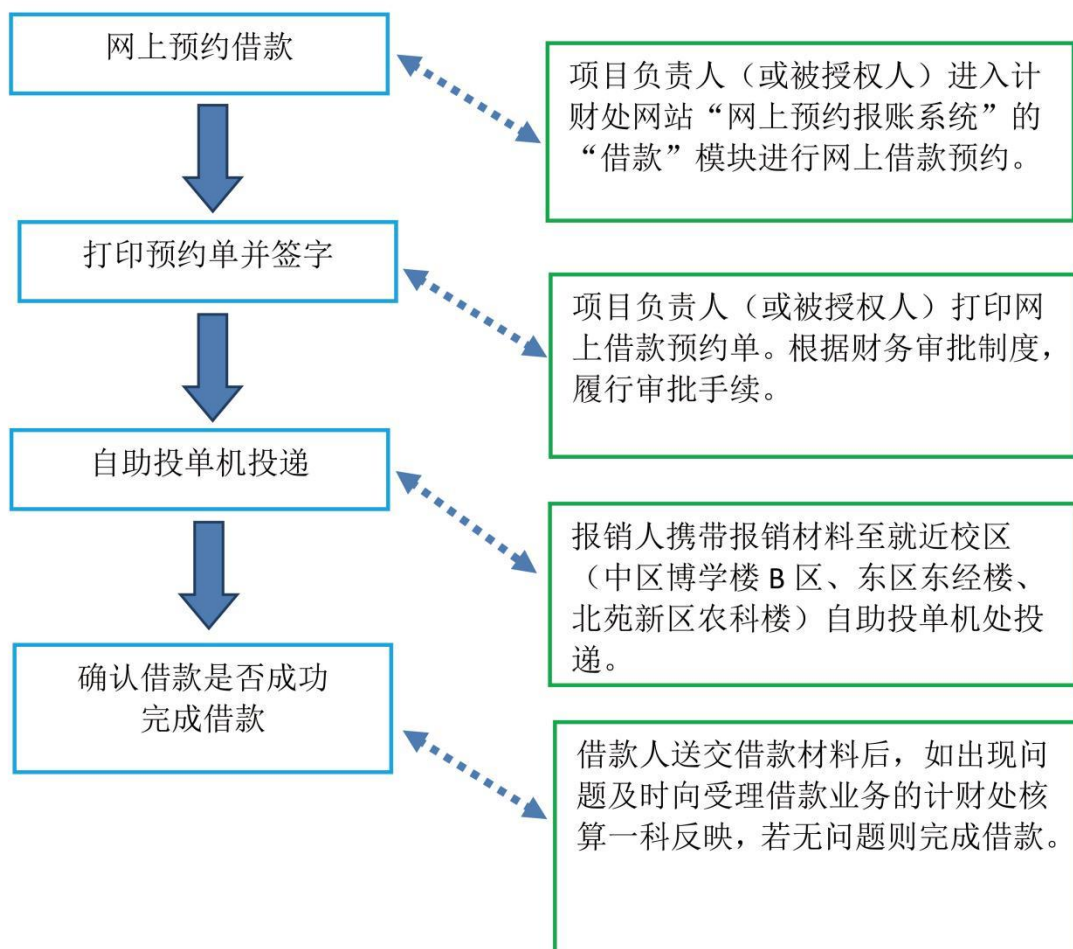 网上预约借款
项目负责人（或被授权人）进入计
财处网站“网上预约报账系统”的
“借款”模块进行网上借款预约。
打印预约单并签字
项目负责人（或被授权人）打印网
上借款预约单。根据财务审批制度，
履行审批手续。
自助投单机投递
报销人携带报销材料至就近校区
（中区博学楼 B 区、东区东经楼、
北苑新区农科楼）自助投单机处投
递。
确认借款是否成功
完成借款
借款人送交借款材料后，如出现问
题及时向受理借款业务的计财处核
算一科反映，若无问题则完成借款。